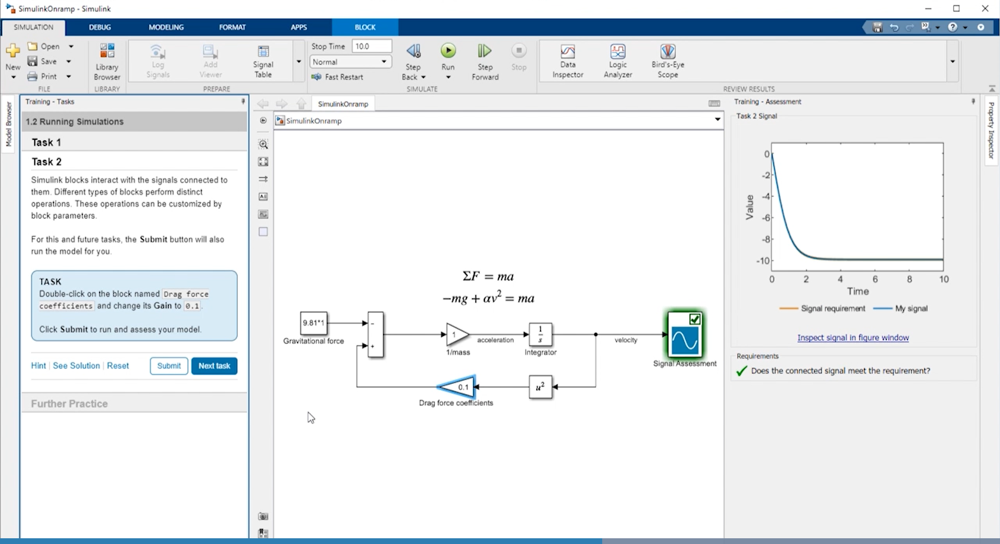 SimulinkOnramp - Simulink
SIMULATION DEBUG MODELING FORMAT APPS BLOCK
New
Open
Save
Print
FILE
Library
Browser
LIBRARY
Log
Signals
Add
Viewer
Signal
Table
PREPARE
Stop Time 10.0
Normal
Fast Restart
Step
Back
Run
Step
Forward
Stop
SIMULATE
Data
Inspector
Logic
Analyzer
Bird's-Eye
Scope
REVIEW RESULTS
Model Browser
Training - Tasks
1.2 Running Simulations
Task 1
Task 2
Simulink blocks interact with the signals connected to
them. Different types of blocks perform distinct
operations. These operations can be customized by
block parameters.
For this and future tasks, the Submit button will also
run the model for you.
TASK
Double-click on the block named Drag force
coefficients and change its Gain to 0.1.
Click Submit to run and assess your model.
Hint | See Solution | Reset
Submit
Next task
Further Practice
SimulinkOnramp
SimulinkOnramp
ΣF = ma
−mg + αv² = ma
9.81*1
Gravitational force
−
+
1
1/mass
acceleration
1
s
Integrator
velocity
Signal Assessment
0.1
Drag force coefficients
u²
Training - Assessment
Task 2 Signal
Value
0
-2
-4
-6
-8
-10
0 2 4 6 8 10
Time
Signal requirement
My signal
Inspect signal in figure window
Requirements
Does the connected signal meet the requirement?
Property Inspector